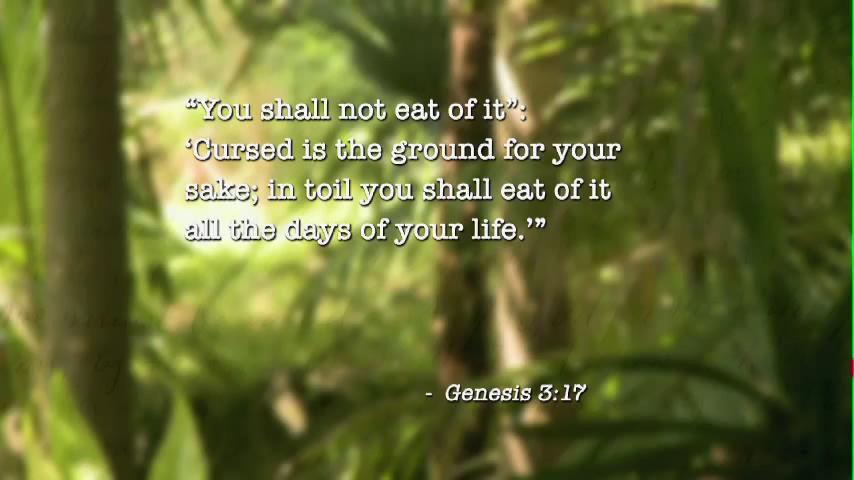 “You shall not eat of it”:
‘Cursed is the ground for your
sake; in toil you shall eat of it
all the days of your life.’”
- Genesis 3:17